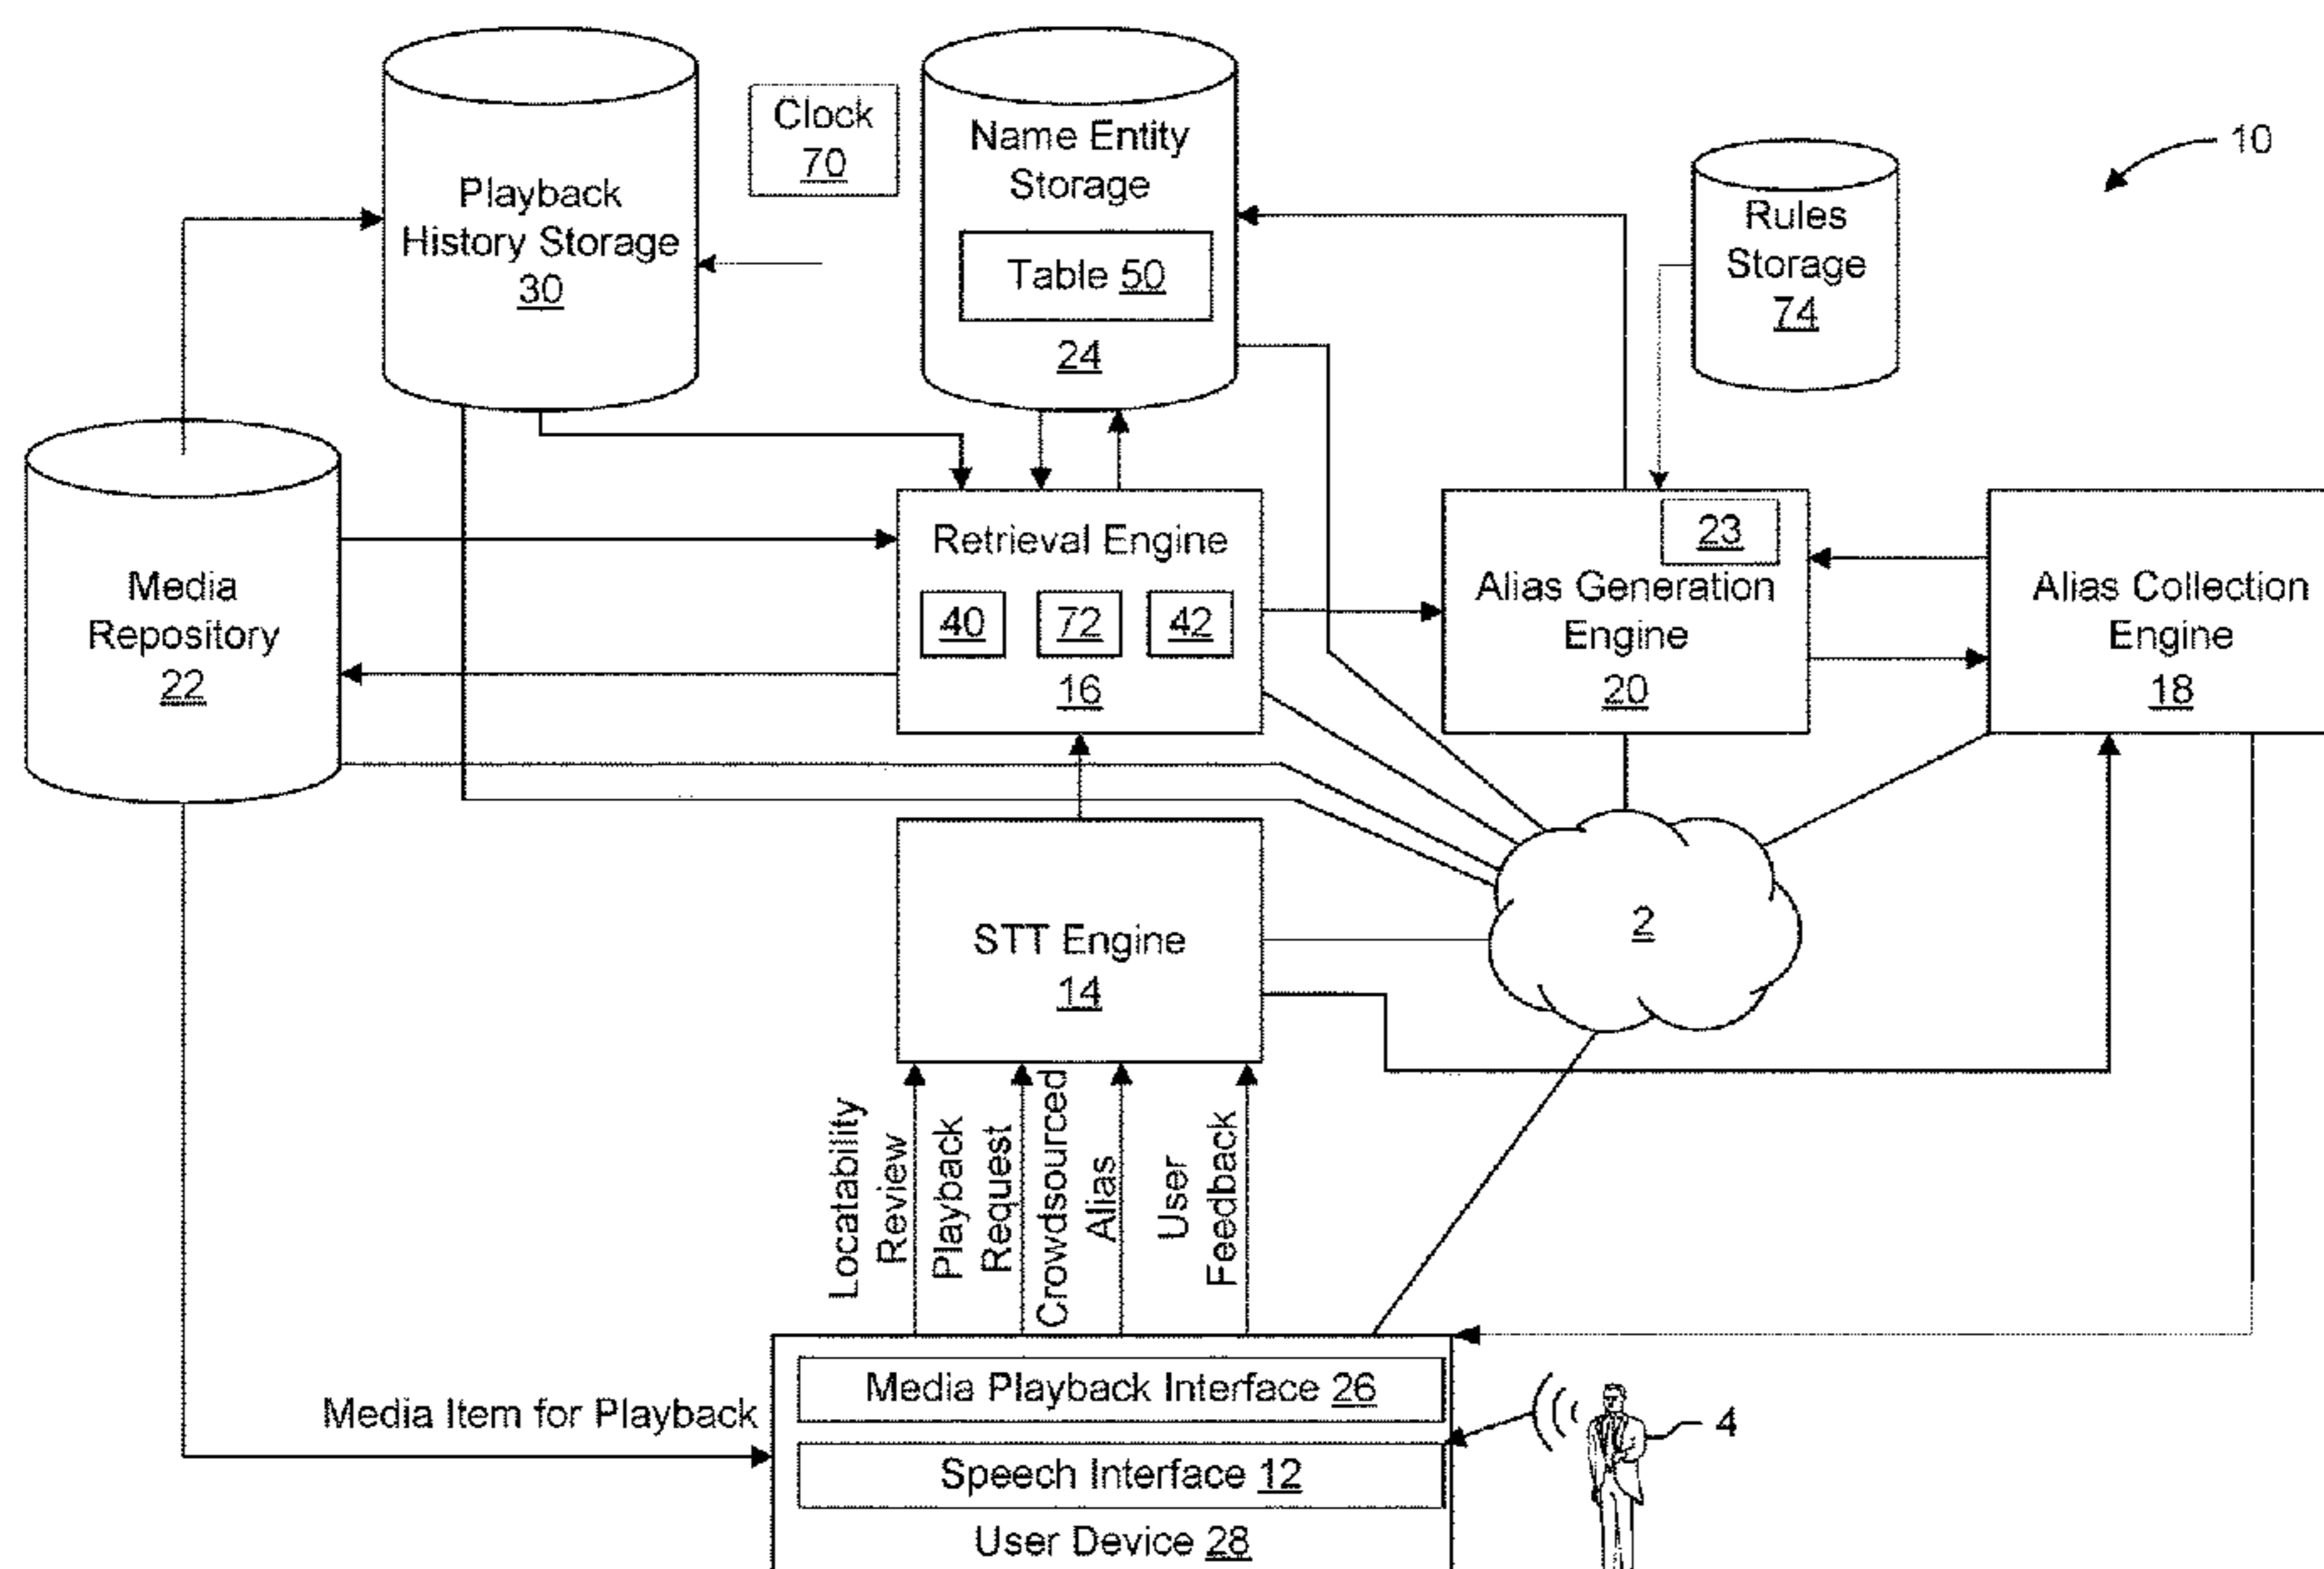 Clock
70
Name Entity
Storage
Table 50
24
10
Playback
History Storage
30
Rules
Storage
74
Media
Repository
22
Retrieval Engine
40
72
42
16
23
Alias Generation
Engine
20
Alias Collection
Engine
18
STT Engine
14
2
Locatability
Review
Playback
Request
Crowdsourced
Alias
User
Feedback
Media Item for Playback
Media Playback Interface 26
Speech Interface 12
User Device 28
4